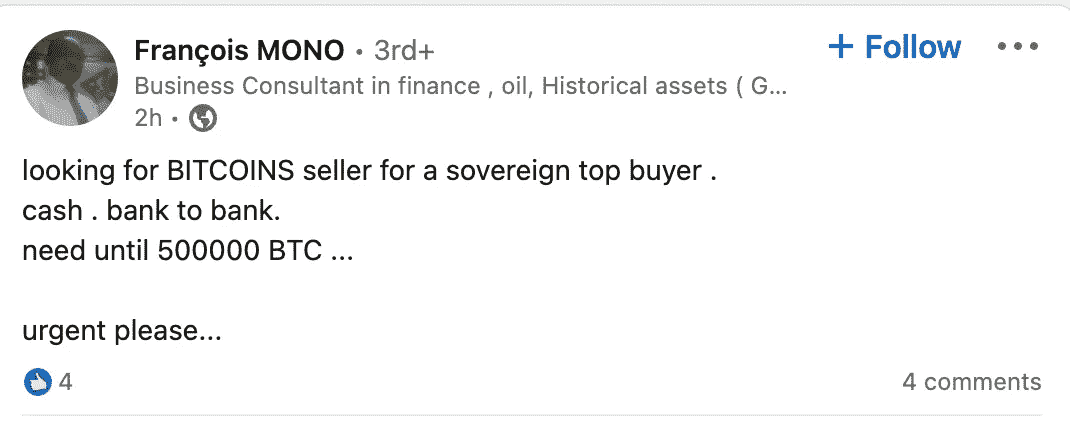 François MONO • 3rd+
+ Follow
Business Consultant in finance , oil, Historical assets ( G...
2h •
looking for BITCOINS seller for a sovereign top buyer .
cash . bank to bank.
need until 500000 BTC ...
urgent please...
4
4 comments